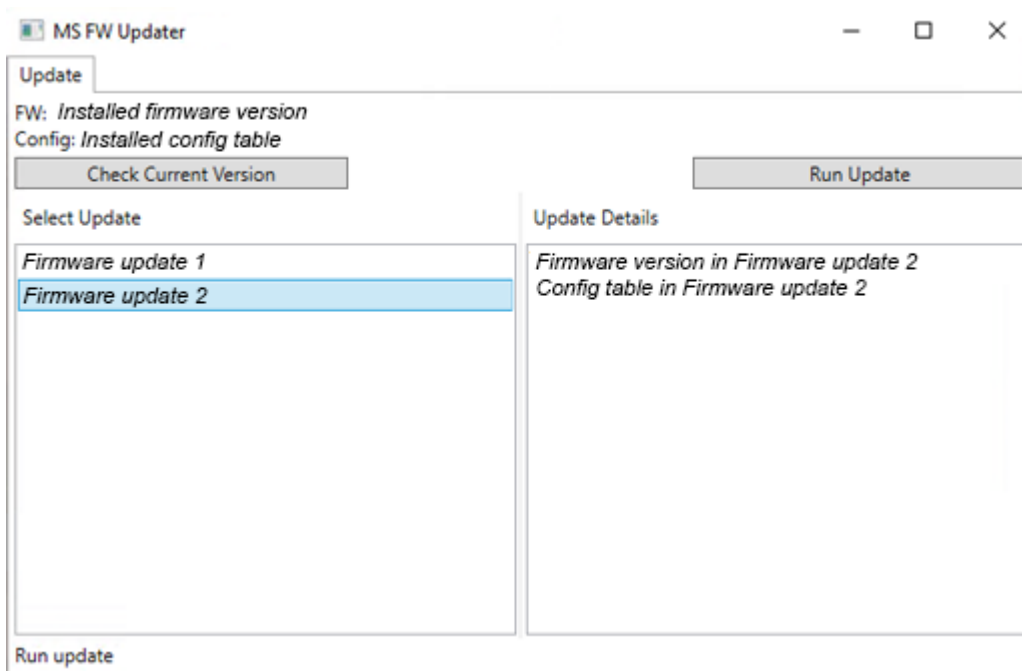 MS FW Updater
Update
FW: Installed firmware version
Config: Installed config table
Check Current Version
Run Update
Select Update
Update Details
Firmware update 1
Firmware update 2
Firmware version in Firmware update 2
Config table in Firmware update 2
Run update